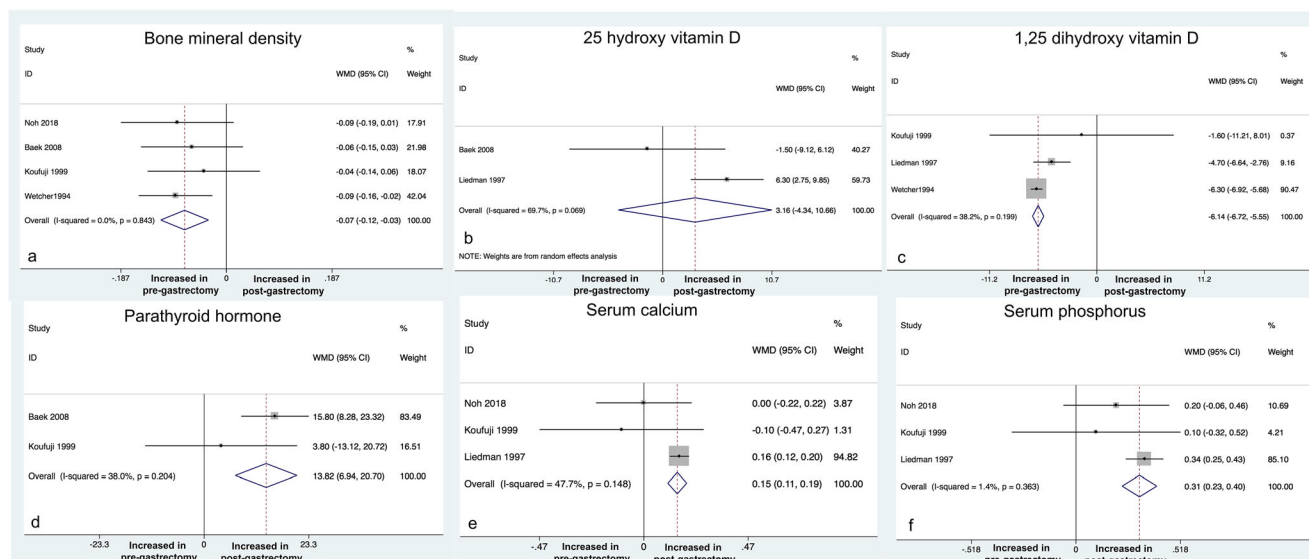 Bone mineral density
Study %
ID WMD (95% CI) Weight
Noh 2018 -0.09 (-0.19, 0.01) 17.91
Baek 2008 -0.06 (-0.15, 0.03) 21.98
Koufuji 1999 -0.04 (-0.14, 0.06) 18.07
Wetcher1994 -0.09 (-0.16, -0.02) 42.04
Overall (I-squared = 0.0%, p = 0.843) -0.07 (-0.12, -0.03) 100.00
a
-.187 Increased in 0 Increased in .187
pre-gastrectomy post-gastrectomy
25 hydroxy vitamin D
Study %
ID WMD (95% CI) Weight
Baek 2008 -1.50 (-9.12, 6.12) 40.27
Liedman 1997 6.30 (2.75, 9.85) 59.73
Overall (I-squared = 69.7%, p = 0.069) 3.16 (-4.34, 10.66) 100.00
b
NOTE: Weights are from random effects analysis
-10.7 Increased in 0 Increased in 10.7
pre-gastrectomy post-gastrectomy
1,25 dihydroxy vitamin D
Study %
ID WMD (95% CI) Weight
Koufuji 1999 -1.60 (-11.21, 8.01) 0.37
Liedman 1997 -4.70 (-6.64, -2.76) 9.16
Wetcher1994 -6.30 (-6.92, -5.68) 90.47
Overall (I-squared = 38.2%, p = 0.199) -6.14 (-6.72, -5.55) 100.00
c
-11.2 Increased in 0 Increased in 11.2
pre-gastrectomy post-gastrectomy
Parathyroid hormone
Study %
ID WMD (95% CI) Weight
Baek 2008 15.80 (8.28, 23.32) 83.49
Koufuji 1999 3.80 (-13.12, 20.72) 16.51
Overall (I-squared = 38.0%, p = 0.204) 13.82 (6.94, 20.70) 100.00
d
-23.3 Increased in 0 Increased in 23.3
pre-gastrectomy post-gastrectomy
Serum calcium
Study %
ID WMD (95% CI) Weight
Noh 2018 0.00 (-0.22, 0.22) 3.87
Koufuji 1999 -0.10 (-0.47, 0.27) 1.31
Liedman 1997 0.16 (0.12, 0.20) 94.82
Overall (I-squared = 47.7%, p = 0.148) 0.15 (0.11, 0.19) 100.00
e
-.47 Increased in 0 Increased in .47
pre-gastrectomy post-gastrectomy
Serum phosphorus
Study %
ID WMD (95% CI) Weight
Noh 2018 0.20 (-0.06, 0.46) 10.69
Koufuji 1999 0.10 (-0.32, 0.52) 4.21
Liedman 1997 0.34 (0.25, 0.43) 85.10
Overall (I-squared = 1.4%, p = 0.363) 0.31 (0.23, 0.40) 100.00
f
-.518 Increased in 0 Increased in .518
pre-gastrectomy post-gastrectomy